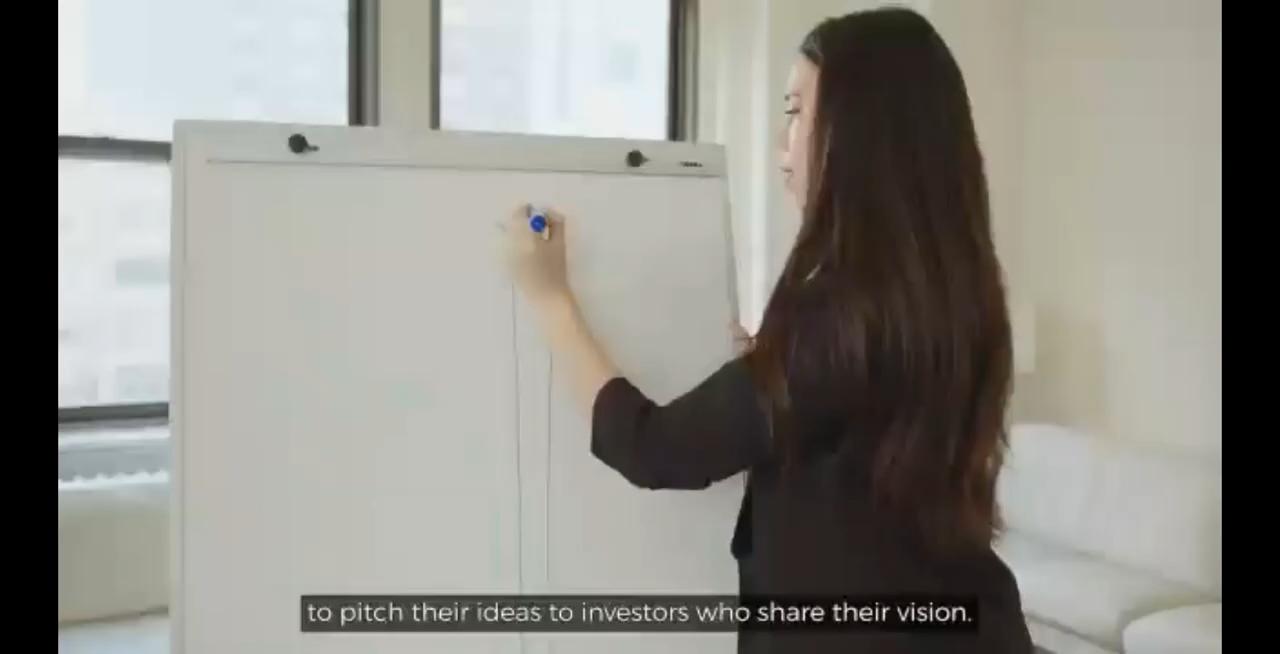 to pitch their ideas to investors who share their vision.